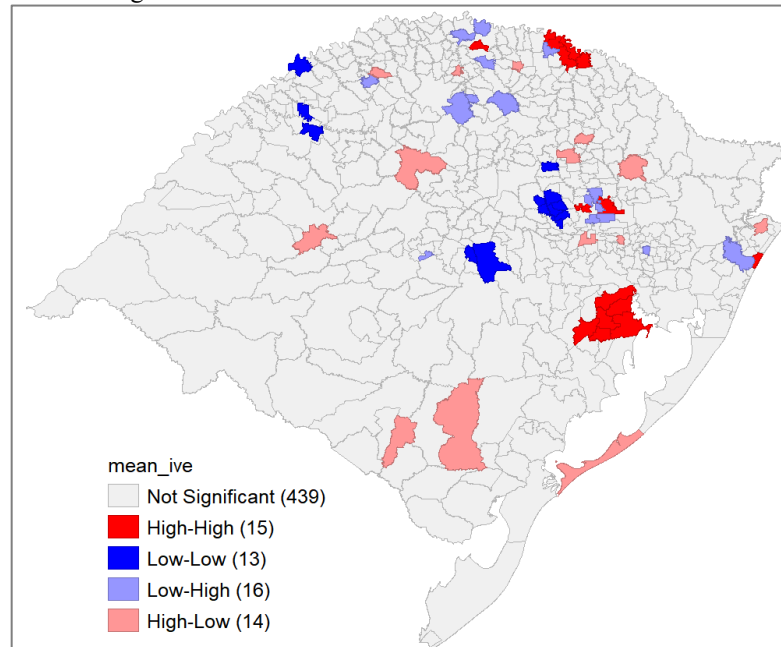 mean_ive
Not Significant (439)
High-High (15)
Low-Low (13)
Low-High (16)
High-Low (14)